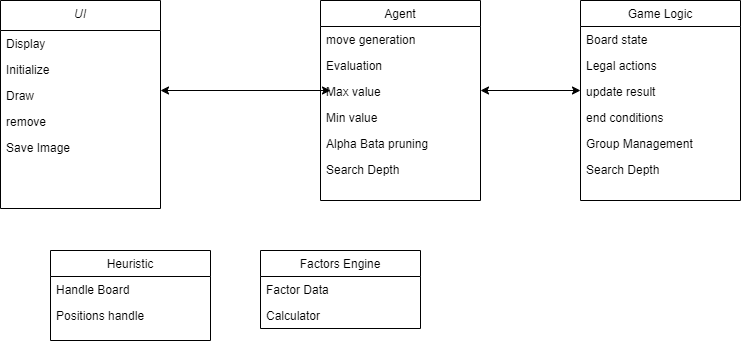 UI
Display
Initialize
Draw
remove
Save Image
Agent
move generation
Evaluation
Max value
Min value
Alpha Bata pruning
Search Depth
Game Logic
Board state
Legal actions
update result
end conditions
Group Management
Search Depth
Heuristic
Handle Board
Positions handle
Factors Engine
Factor Data
Calculator